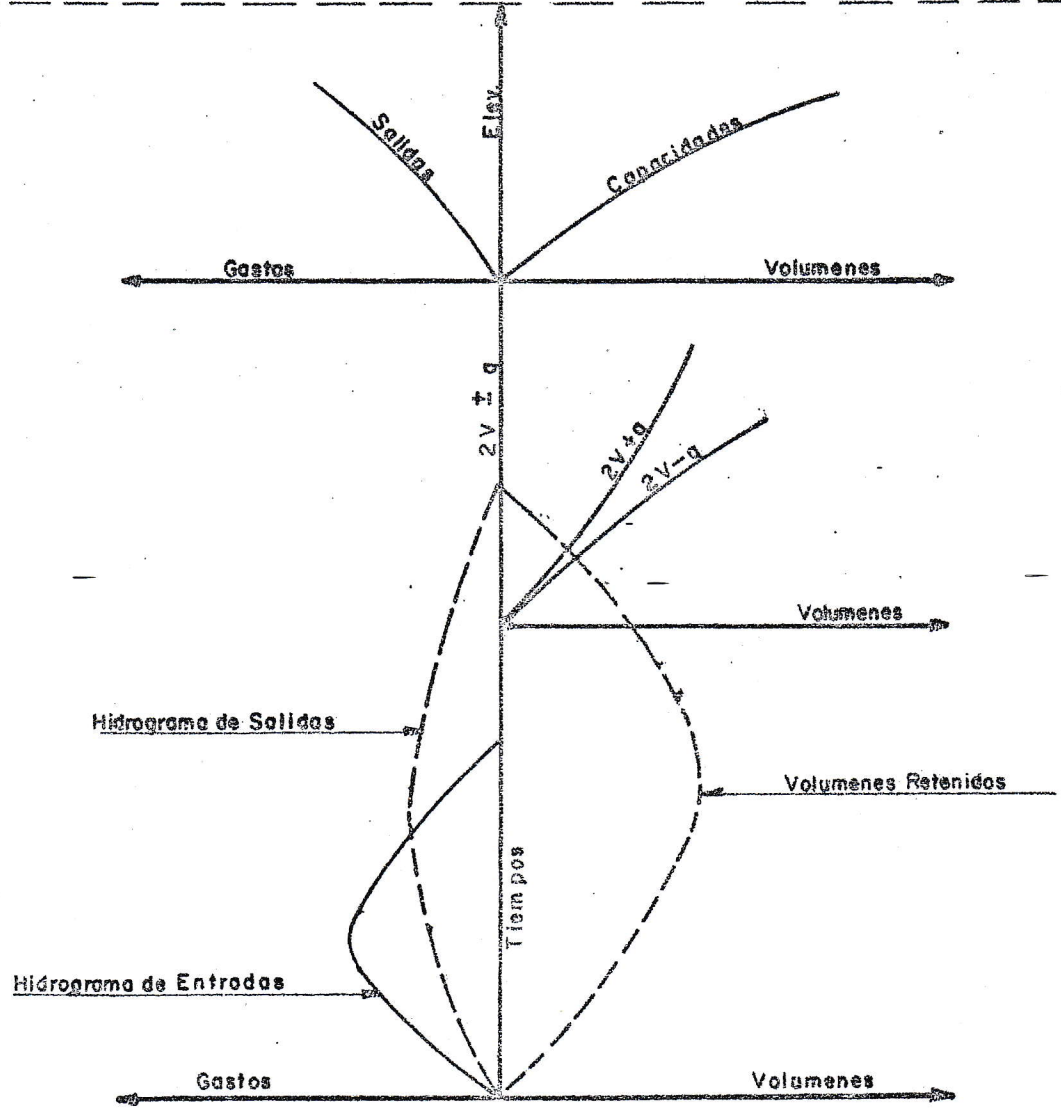 Elev.
Salidas
Capacidades
Gastos
Volumenes
2V ± q
2V+q
2V-q
Volumenes
Hidrograma de Salidas
Volumenes Retenidos
Tiempos
Hidrograma de Entradas
Gastos
Volumenes